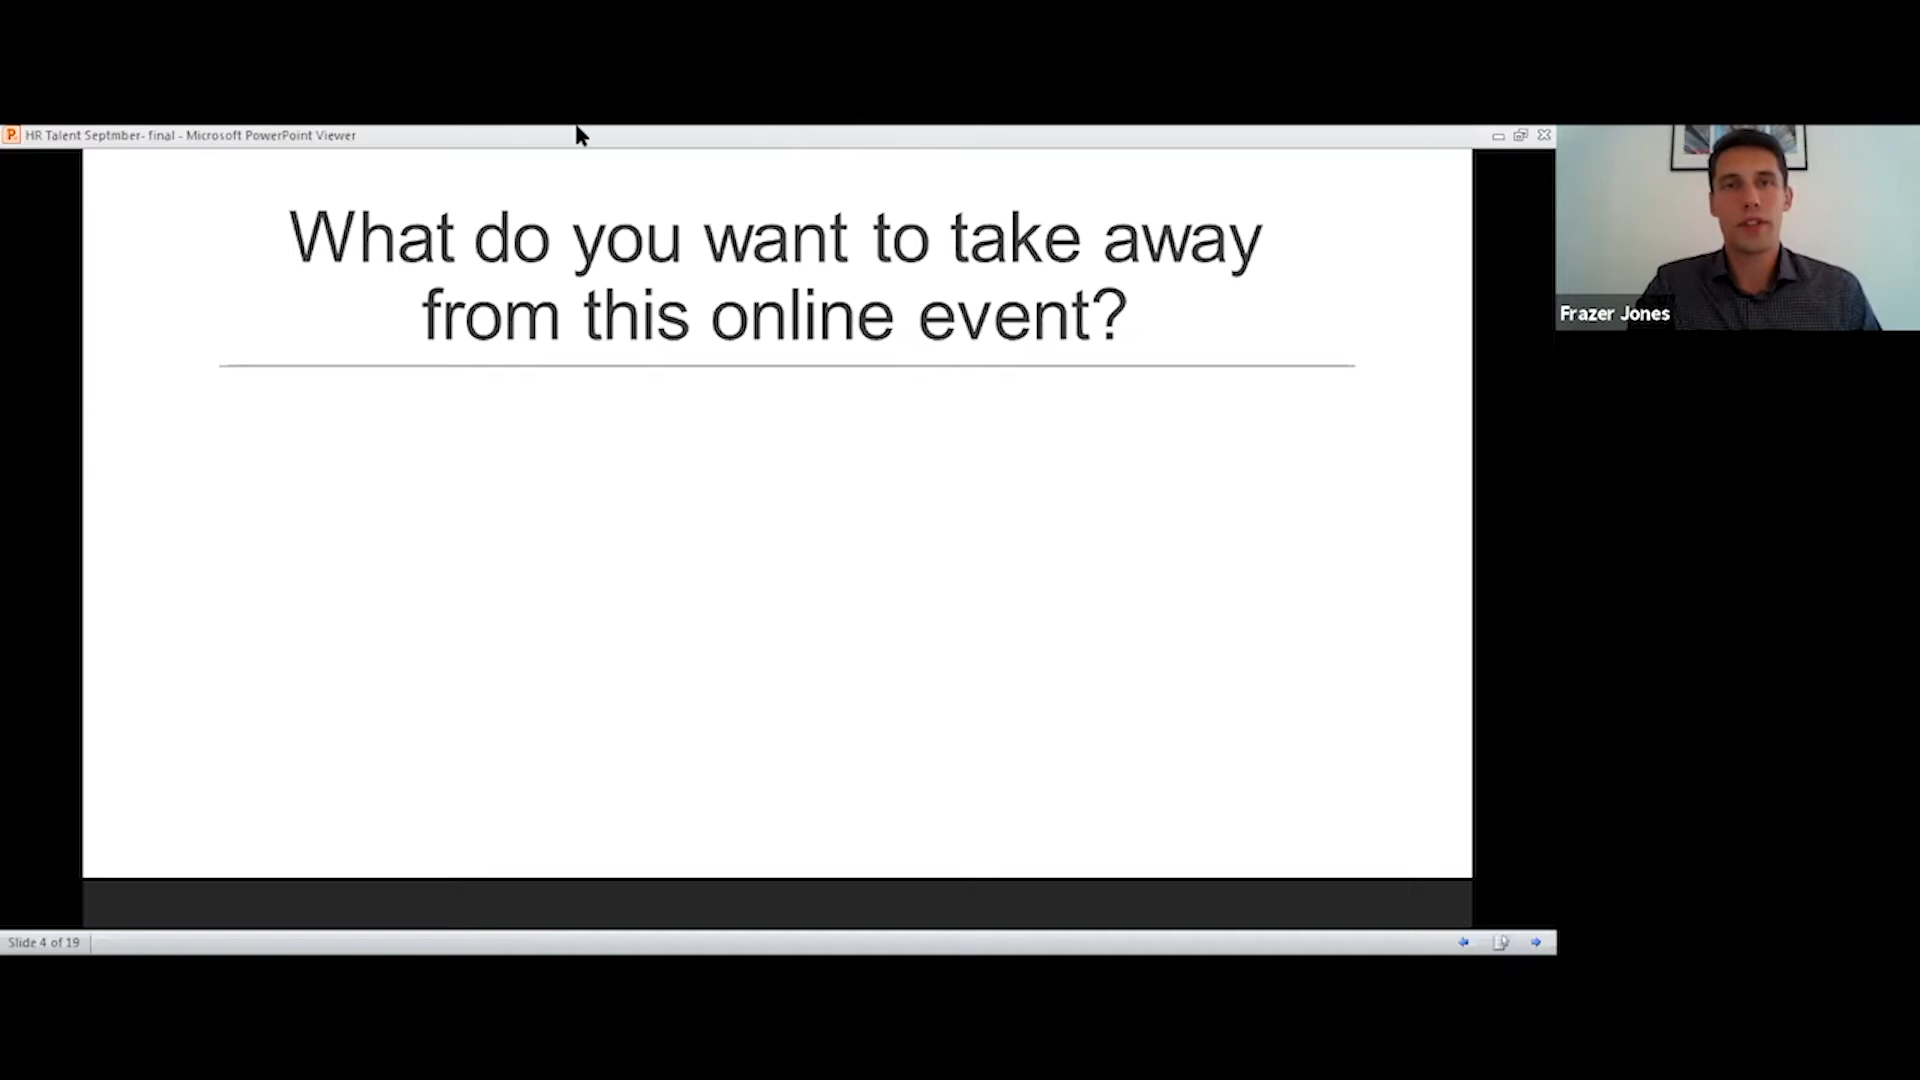 HR Talent Septmber- final - Microsoft PowerPoint Viewer
What do you want to take away
from this online event?
Frazer Jones
Slide 4 of 19